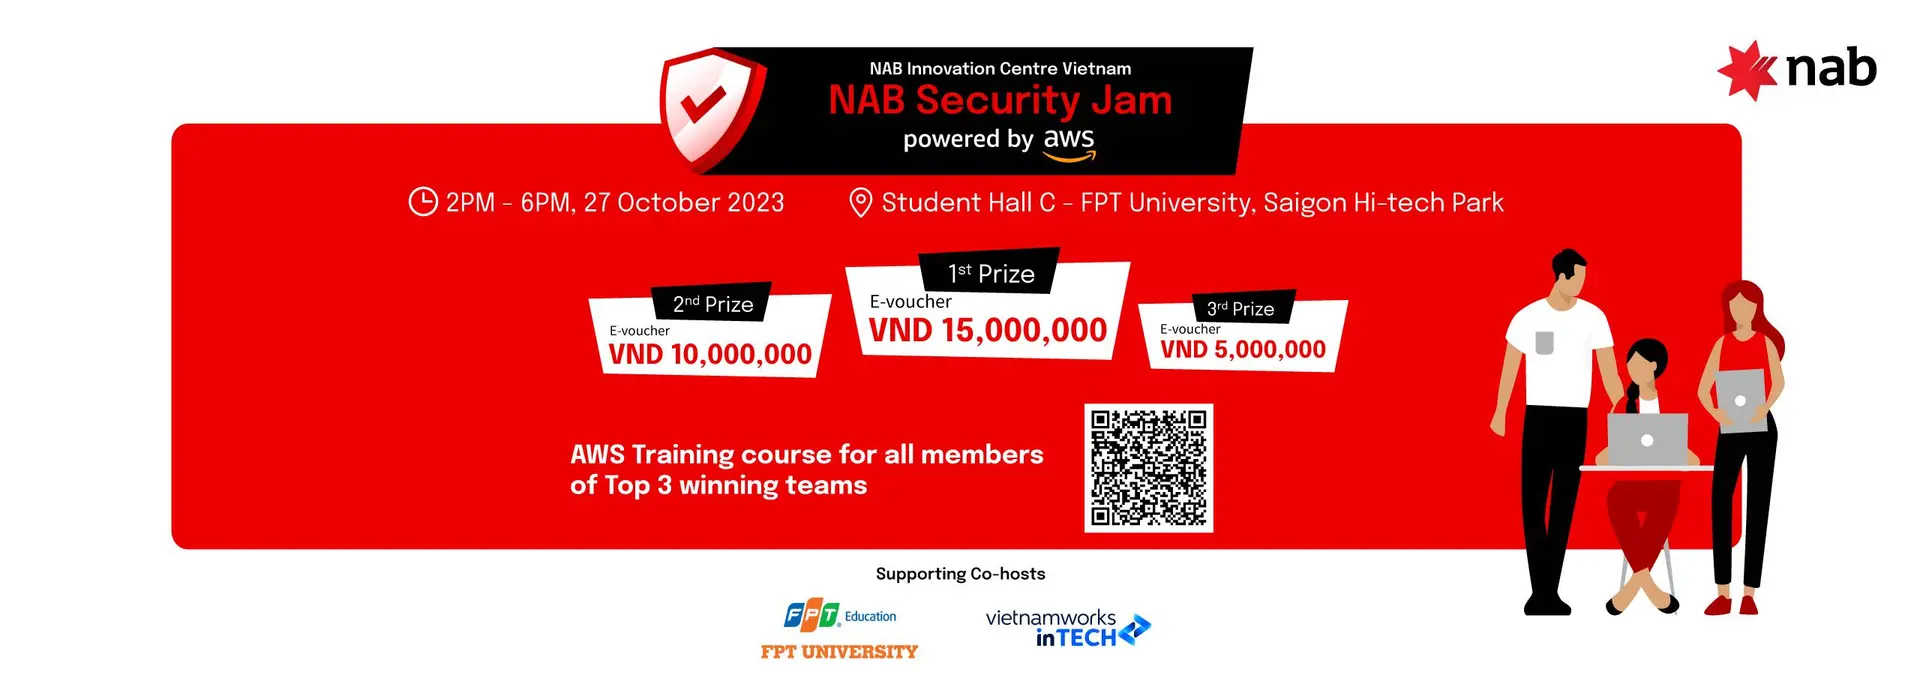 NAB Innovation Centre Vietnam
NAB Security Jam
powered by aws
nab
2PM - 6PM, 27 October 2023
Student Hall C - FPT University, Saigon Hi-tech Park
2nd Prize
E-voucher
VND 10,000,000
1st Prize
E-voucher
VND 15,000,000
3rd Prize
E-voucher
VND 5,000,000
AWS Training course for all members
of Top 3 winning teams
Supporting Co-hosts
FPT Education
FPT UNIVERSITY
vietnamworks
inTECH